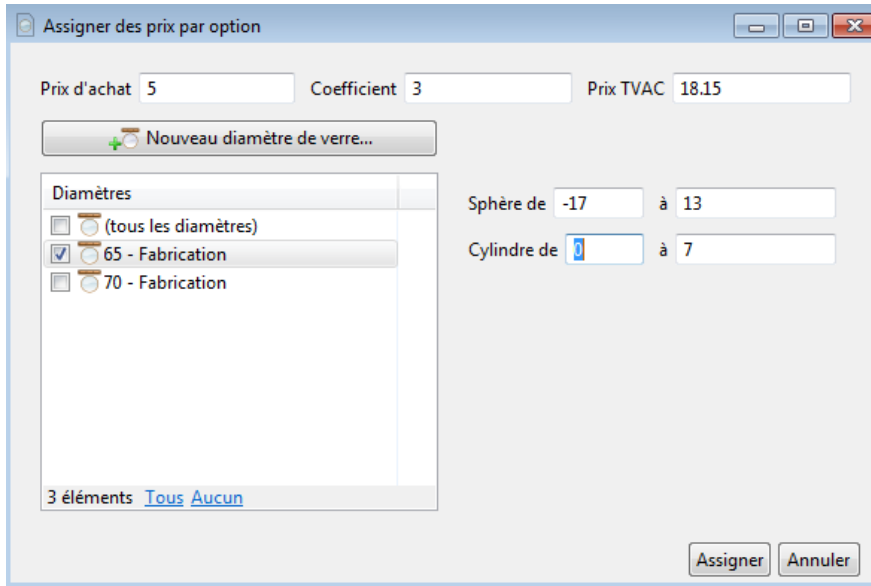 Assigner des prix par option
Prix d'achat 5 Coefficient 3 Prix TVAC 18.15
Nouveau diamètre de verre...
Diamètres
(tous les diamètres)
65 - Fabrication
70 - Fabrication
3 éléments Tous Aucun
Sphère de -17 à 13
Cylindre de 0 à 7
Assigner Annuler